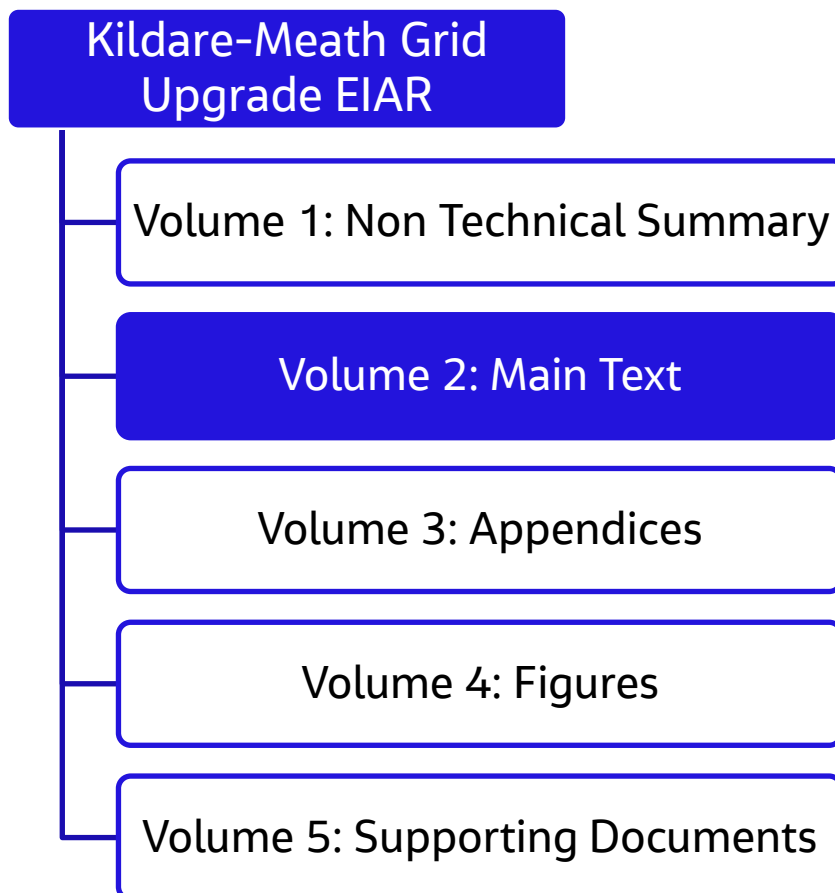 Kildare-Meath Grid
Upgrade EIAR
Volume 1: Non Technical Summary
Volume 2: Main Text
Volume 3: Appendices
Volume 4: Figures
Volume 5: Supporting Documents